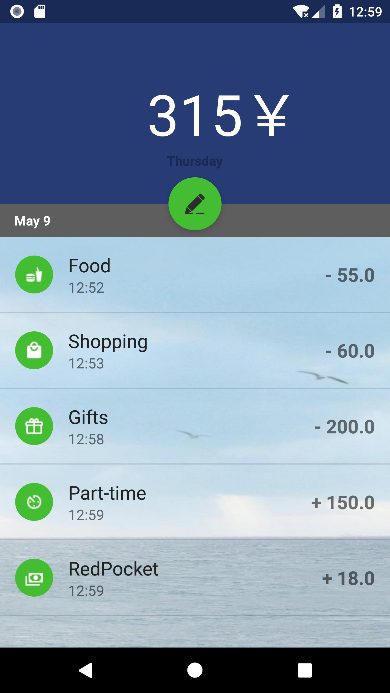 12:59
315¥
Thursday
May 9
Food
12:52
- 55.0
Shopping
12:53
- 60.0
Gifts
12:58
- 200.0
Part-time
12:59
+ 150.0
RedPocket
12:59
+ 18.0